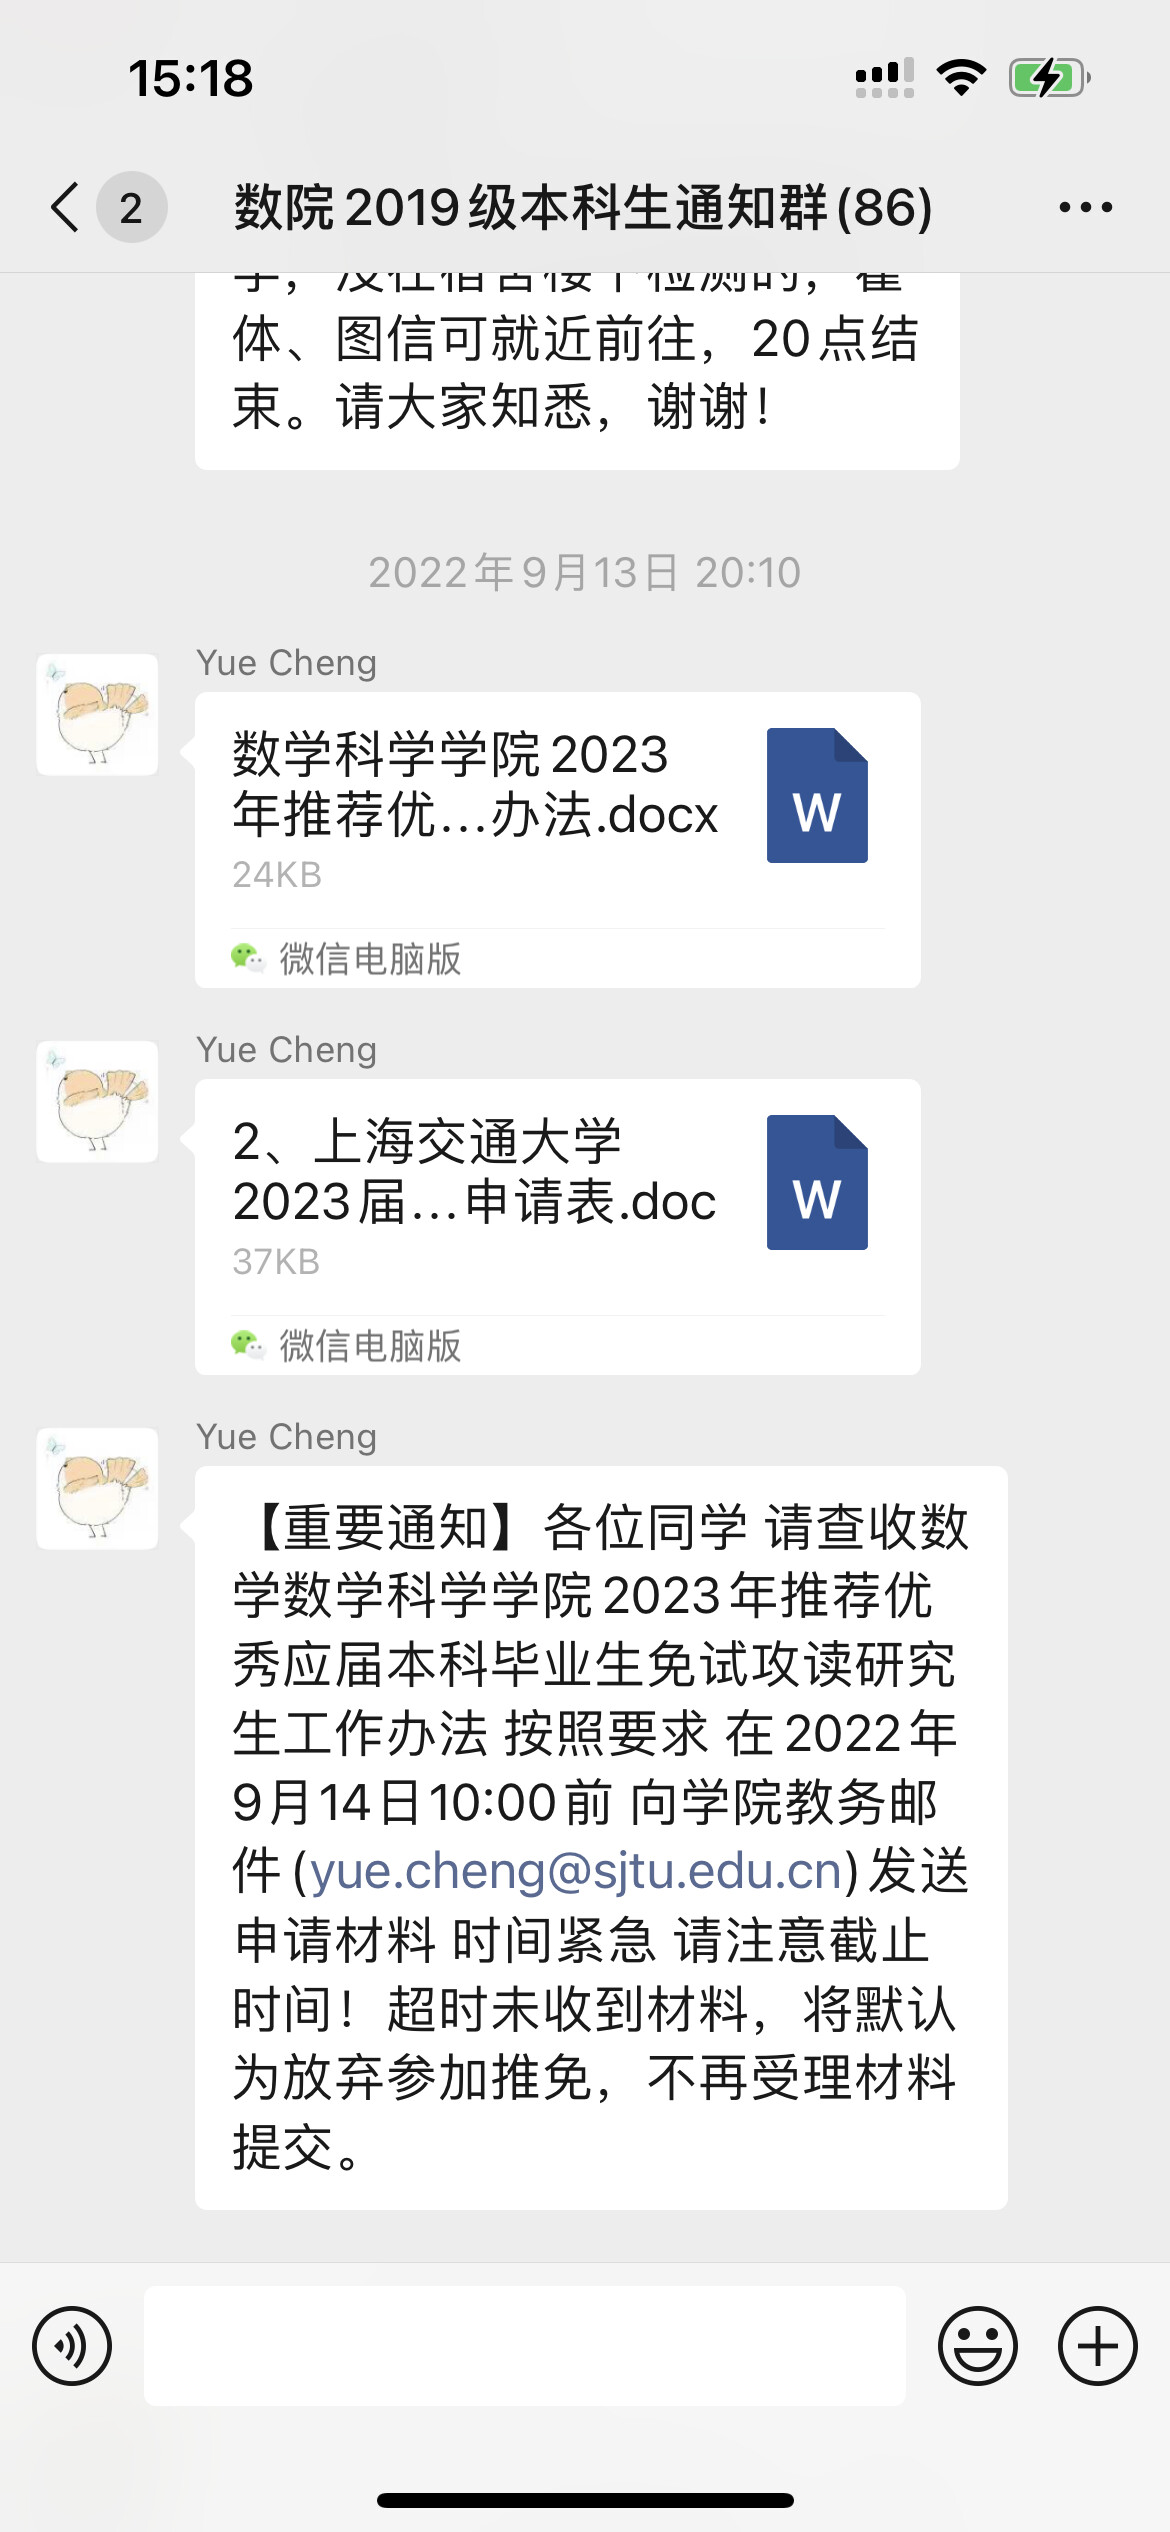 15:18
2
数院2019级本科生通知群(86)
体、图信可就近前往，20点结
束。请大家知悉，谢谢！
2022年9月13日 20:10
Yue Cheng
数学科学学院2023
年推荐优...办法.docx
W
24KB
微信电脑版
Yue Cheng
2、上海交通大学
2023届...申请表.doc
W
37KB
微信电脑版
Yue Cheng
【重要通知】各位同学 请查收数
学数学科学学院2023年推荐优
秀应届本科毕业生免试攻读研究
生工作办法 按照要求 在2022年
9月14日10:00前 向学院教务邮
件(yue.cheng@sjtu.edu.cn)发送
申请材料 时间紧急 请注意截止
时间！超时未收到材料，将默认
为放弃参加推免，不再受理材料
提交。